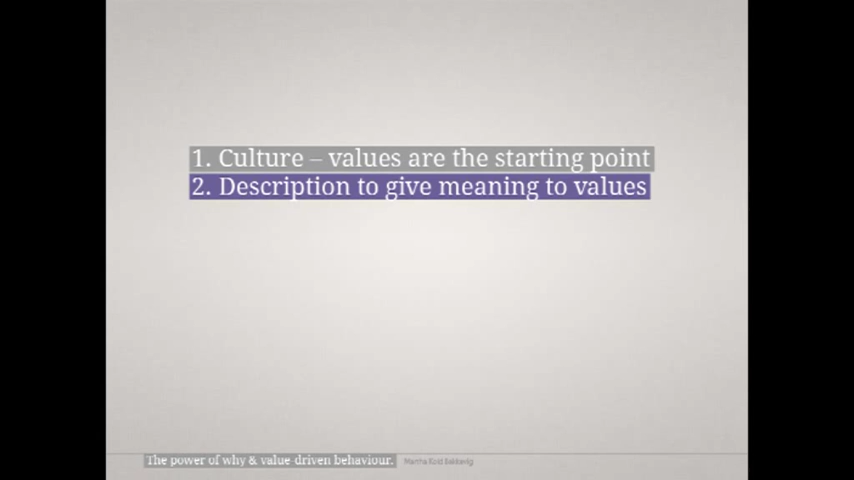 1. Culture – values are the starting point
2. Description to give meaning to values
The power of why & value-driven behaviour.